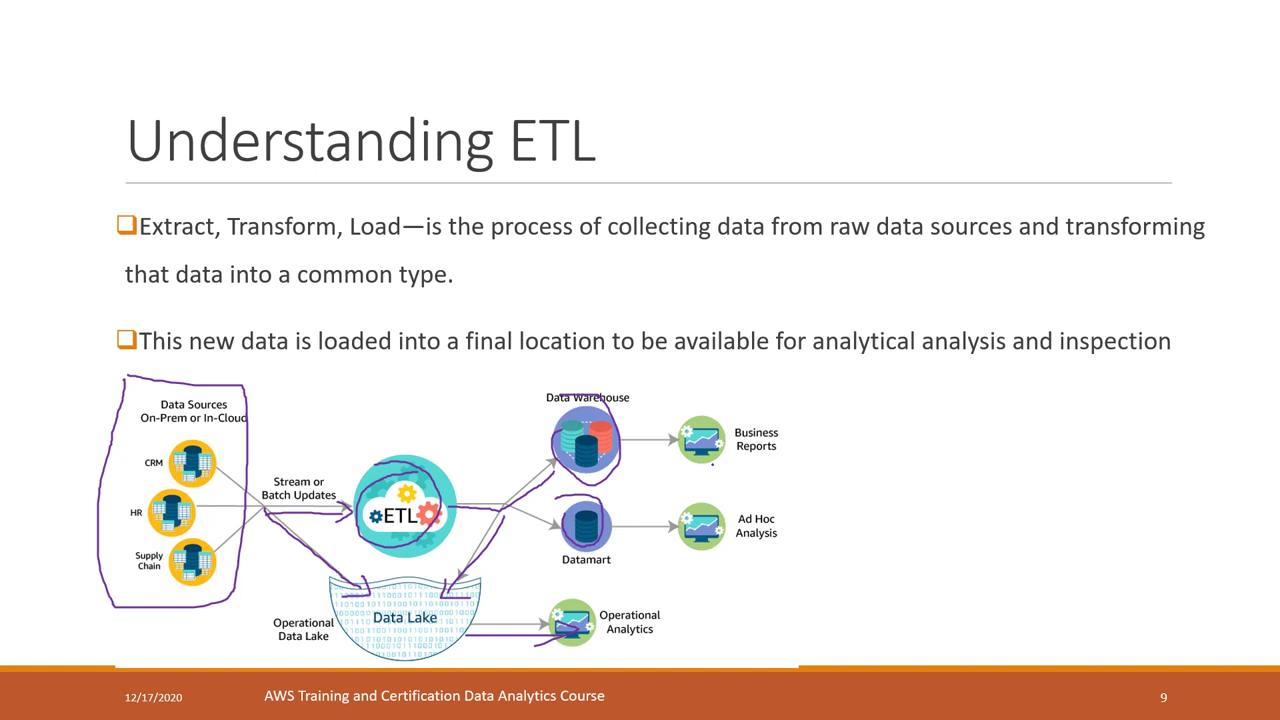 Understanding ETL
❑Extract, Transform, Load—is the process of collecting data from raw data sources and transforming
that data into a common type.
❑This new data is loaded into a final location to be available for analytical analysis and inspection
Data Sources
On-Prem or In-Cloud
CRM
HR
Supply
Chain
Stream or
Batch Updates
ETL
Data Warehouse
Business
Reports
Datamart
Ad Hoc
Analysis
Operational
Data Lake
Data Lake
Operational
Analytics
12/17/2020
AWS Training and Certification Data Analytics Course
9